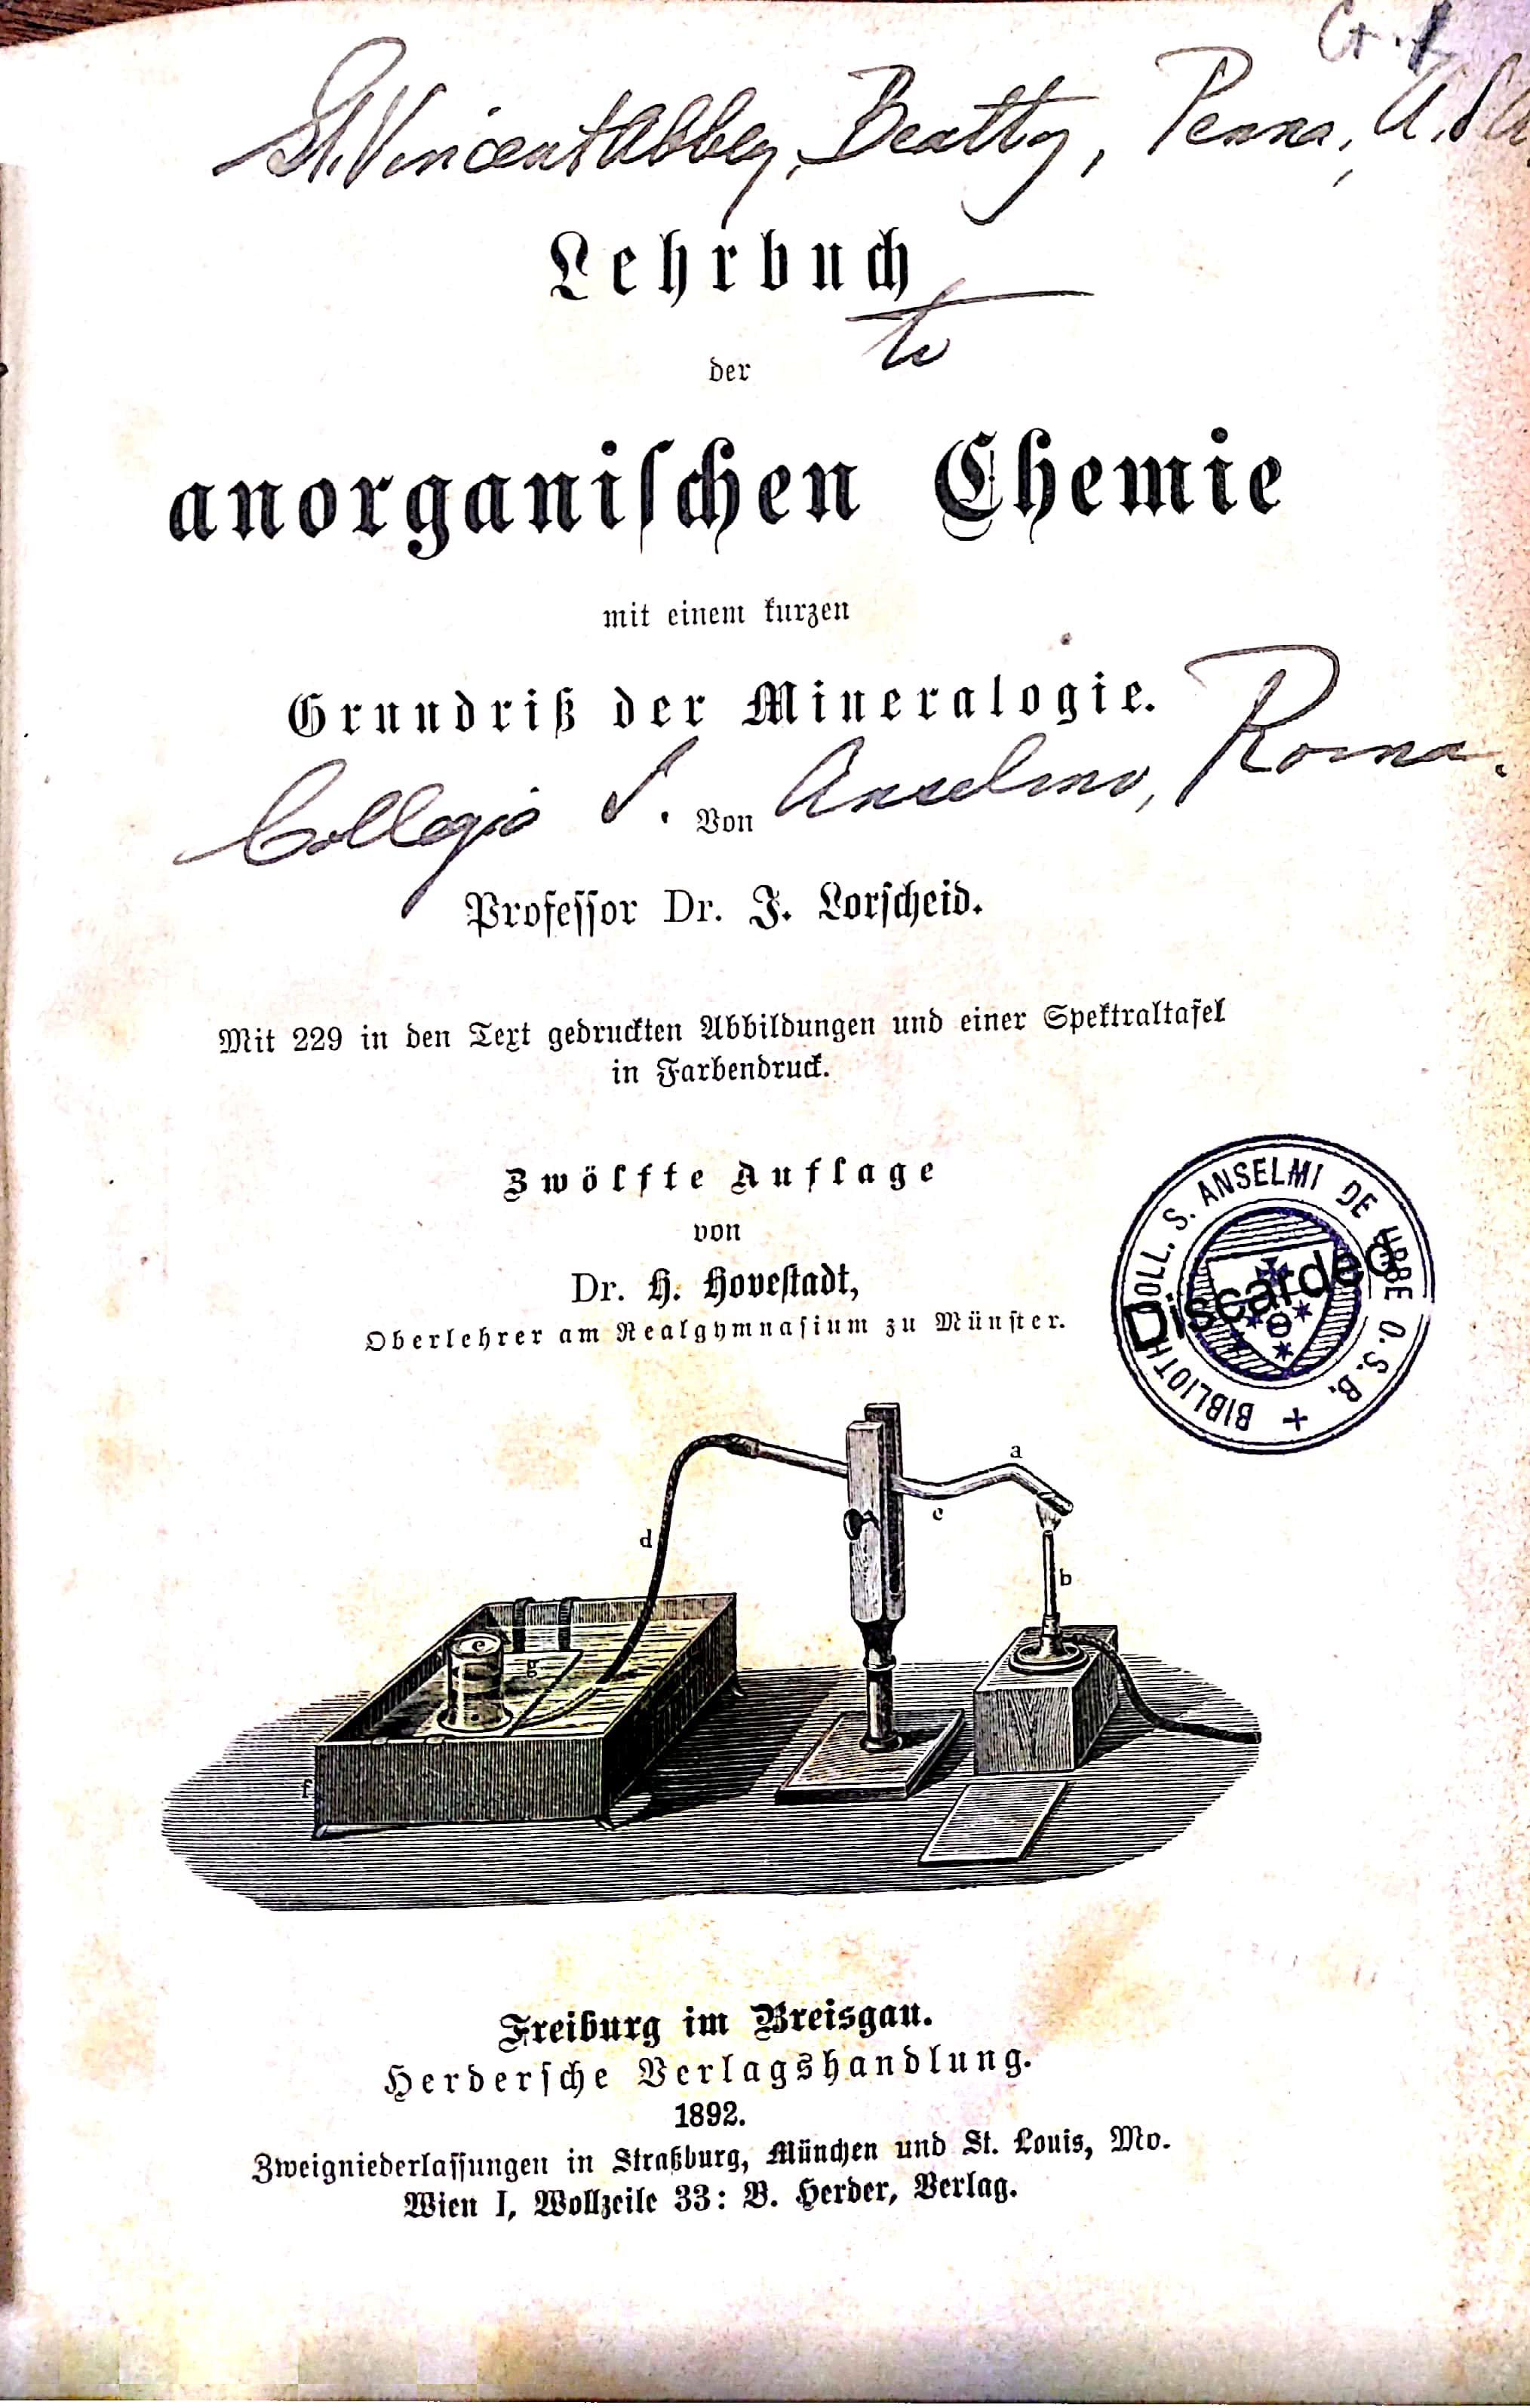 St. Vincent Abbey, Beatty, Penna, U.S.A.
Lehrbuch
to
der
anorganiſchen Chemie
mit einem kurzen
Grundriß der Mineralogie.
Collegio S. Anselmo, Roma.
Von
Profeſſor Dr. J. Lorſcheid.
Mit 229 in den Text gedruckten Abbildungen und einer Spektraltafel
in Farbendruck.
Zwölfte Auflage
von
Dr. H. Hoveſtadt,
Oberlehrer am Realgymnaſium zu Münſter.
BIBLIOTH. COLL. S. ANSELMI DE URBE O.S.B. +
Discarded
a
c
d
b
e
g
f
Freiburg im Breisgau.
Herderſche Verlagshandlung.
1892.
Zweigniederlaſſungen in Straßburg, München und St. Louis, Mo.
Wien I, Wollzeile 33: B. Herder, Verlag.